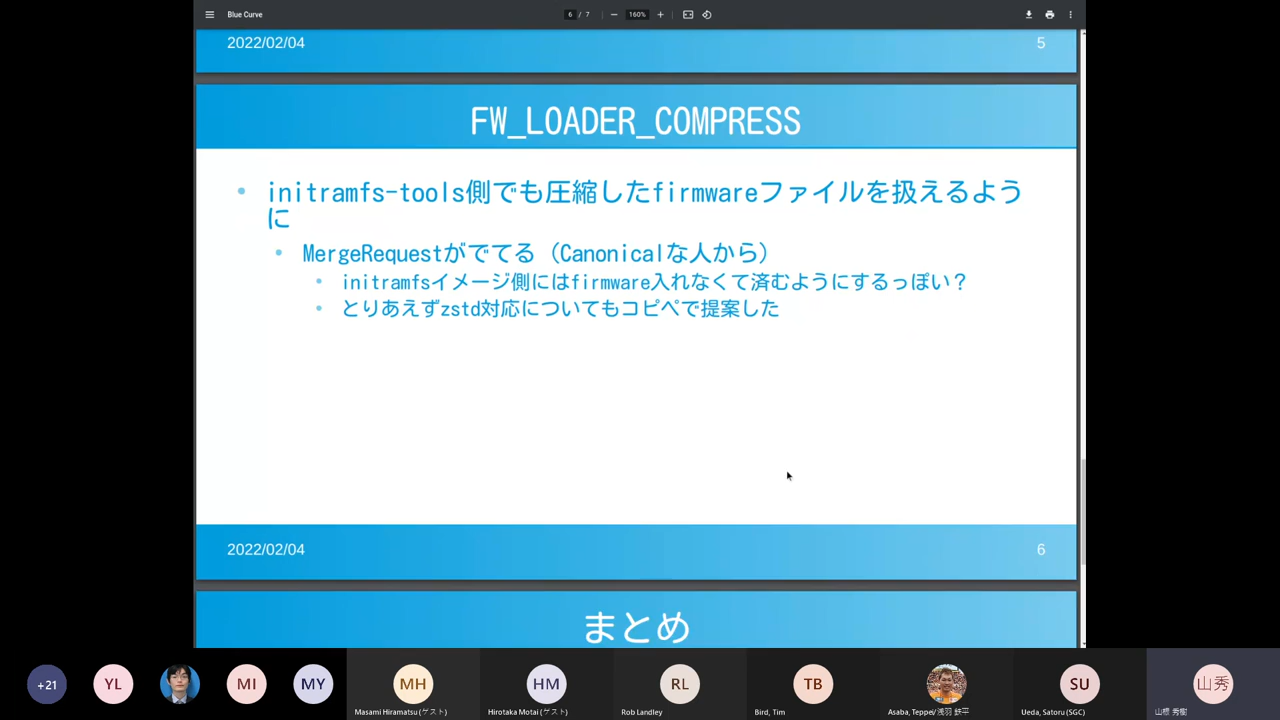 Blue Curve
6 / 7
160%
2022/02/04
5
FW_LOADER_COMPRESS
• initramfs-tools側でも圧縮したfirmwareファイルを扱えるよう
に
• MergeRequestがでてる（Canonicalな人から）
• initramfsイメージ側にはfirmware入れなくて済むようにするっぽい？
• とりあえずzstd対応についてもコピペで提案した
2022/02/04
6
まとめ
+21
YL
MI
MY
MH
HM
RL
TB
SU
山秀
Masami Hiramatsu (ゲスト)
Hirotaka Motai (ゲスト)
Rob Landley
Bird, Tim
Asaba, Teppei/浅羽 鉄平
Ueda, Satoru (SGC)
山根 秀樹